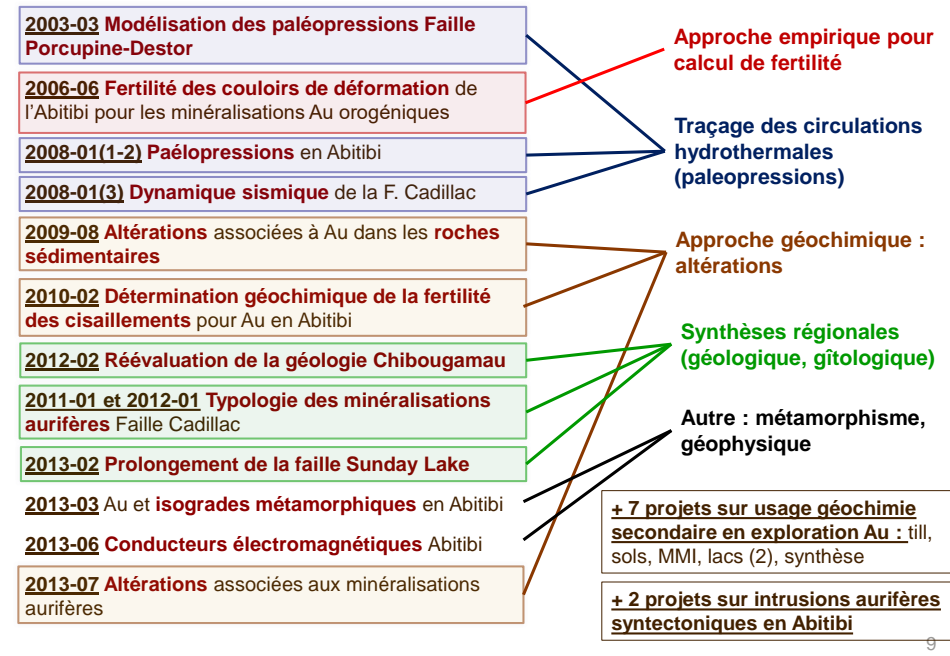 2003-03 Modélisation des paléopressions Faille
Porcupine-Destor
2006-06 Fertilité des couloirs de déformation de
l'Abitibi pour les minéralisations Au orogéniques
2008-01(1-2) Paélopressions en Abitibi
2008-01(3) Dynamique sismique de la F. Cadillac
2009-08 Altérations associées à Au dans les roches
sédimentaires
2010-02 Détermination géochimique de la fertilité
des cisaillements pour Au en Abitibi
2012-02 Réévaluation de la géologie Chibougamau
2011-01 et 2012-01 Typologie des minéralisations
aurifères Faille Cadillac
2013-02 Prolongement de la faille Sunday Lake
2013-03 Au et isogrades métamorphiques en Abitibi
2013-06 Conducteurs électromagnétiques Abitibi
2013-07 Altérations associées aux minéralisations
aurifères
Approche empirique pour
calcul de fertilité
Traçage des circulations
hydrothermales
(paleopressions)
Approche géochimique :
altérations
Synthèses régionales
(géologique, gîtologique)
Autre : métamorphisme,
géophysique
+ 7 projets sur usage géochimie
secondaire en exploration Au : till,
sols, MMI, lacs (2), synthèse
+ 2 projets sur intrusions aurifères
syntectoniques en Abitibi
9